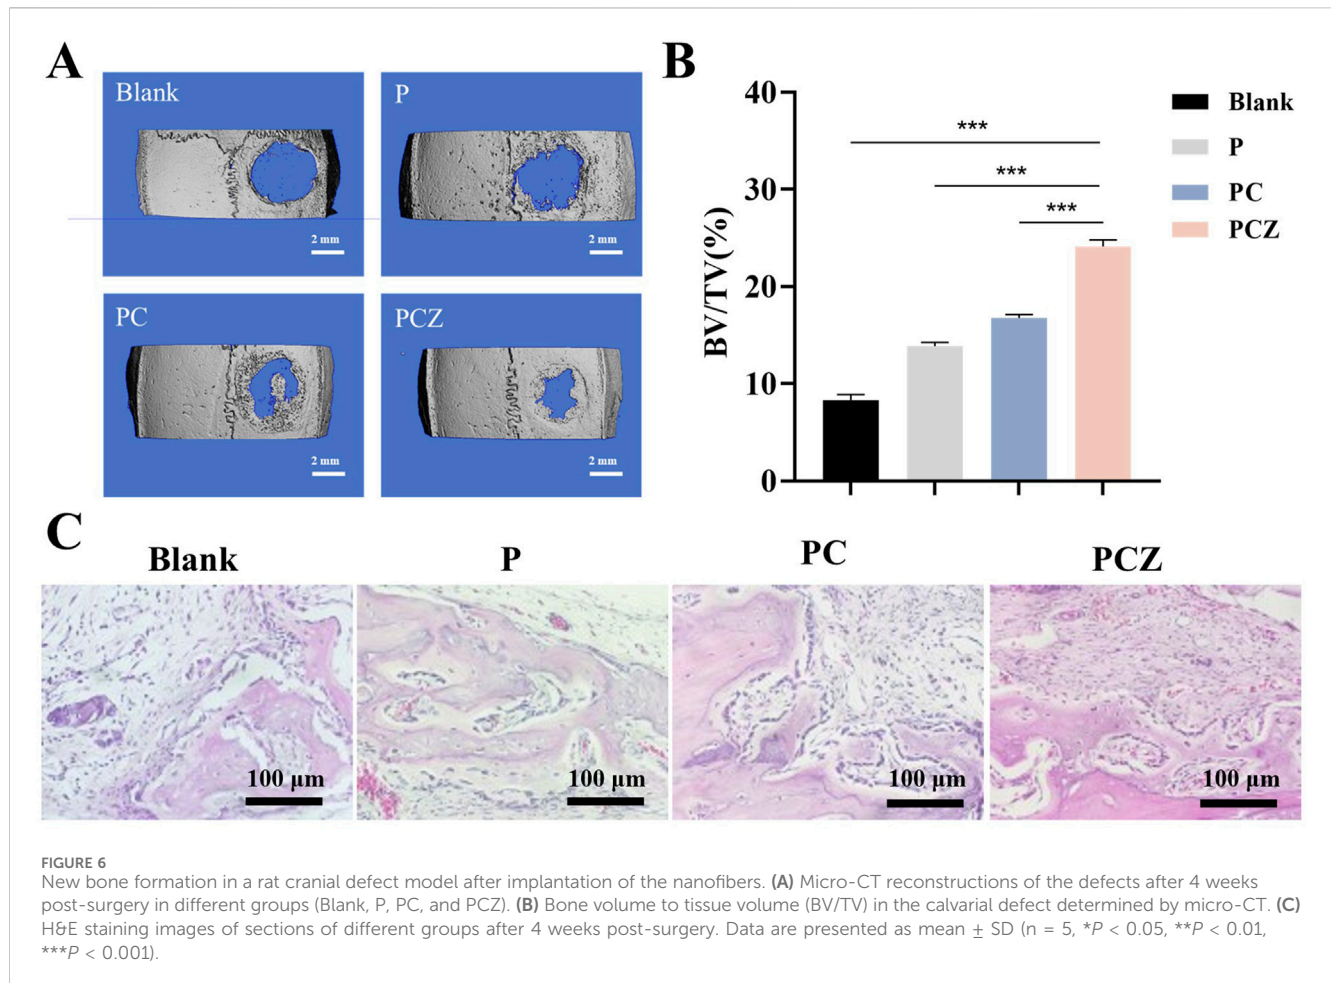 A
Blank
2 mm
P
2 mm
PC
2 mm
PCZ
2 mm
B
BV/TV(%)
40
30
20
10
0
***
***
***
Blank
P
PC
PCZ
C
Blank
P
PC
PCZ
100 μm
100 μm
100 μm
100 μm
FIGURE 6
New bone formation in a rat cranial defect model after implantation of the nanofibers. (A) Micro-CT reconstructions of the defects after 4 weeks
post-surgery in different groups (Blank, P, PC, and PCZ). (B) Bone volume to tissue volume (BV/TV) in the calvarial defect determined by micro-CT. (C)
H&E staining images of sections of different groups after 4 weeks post-surgery. Data are presented as mean ± SD (n = 5, *P < 0.05, **P < 0.01,
***P < 0.001).